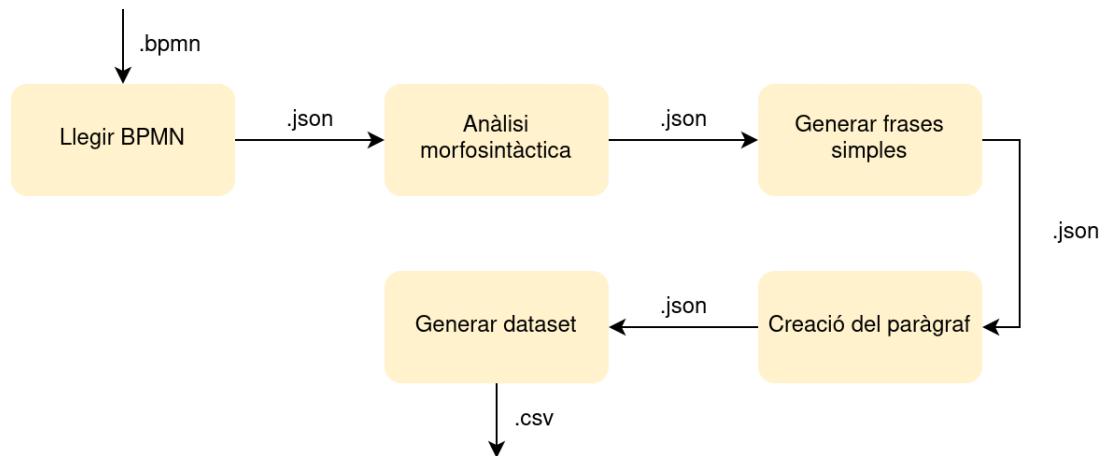 .bpmn
Llegir BPMN
.json
Anàlisi
morfosintàctica
.json
Generar frases
simples
.json
Creació del paràgraf
.json
Generar dataset
.csv